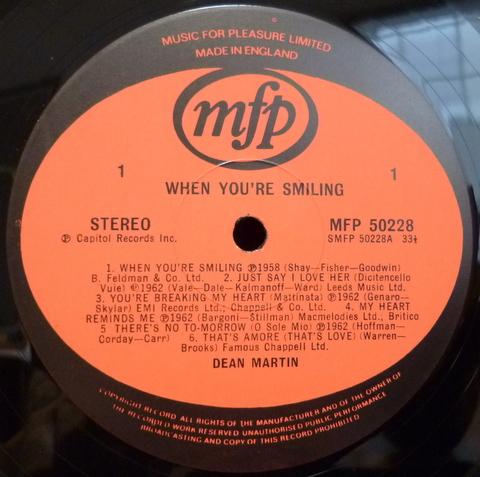 MUSIC FOR PLEASURE LIMITED
MADE IN ENGLAND
mfp
1 1
WHEN YOU'RE SMILING
STEREO MFP 50228
℗ Capitol Records Inc. SMFP 50228A 33⅓
1. WHEN YOU'RE SMILING ℗1958 (Shay—Fisher—Goodwin)
B. Feldman & Co. Ltd. 2. JUST SAY I LOVE HER (Dicitencello
Vuie) ℗1962 (Vale—Dale—Kalmanoff—Ward) Leeds Music Ltd.
3. YOU'RE BREAKING MY HEART (Mattinata) ℗1962 (Genaro—
Skylar) EMI Records Ltd.; Chappell & Co. Ltd. 4. MY HEART
REMINDS ME ℗1962 (Bargoni—Stillman) Macmelodies Ltd., Britico
5 THERE'S NO TO-MORROW (O Sole Mio) ℗1962 (Hoffman—
Corday—Carr) 6. THAT'S AMORE (THAT'S LOVE) (Warren—
Brooks) Famous Chappell Ltd.
DEAN MARTIN
COPYRIGHT RECORD ALL RIGHTS OF THE MANUFACTURER AND OF THE OWNER OF
THE RECORDED WORK RESERVED UNAUTHORISED PUBLIC PERFORMANCE
BROADCASTING AND COPY OF THIS RECORD PROHIBITED